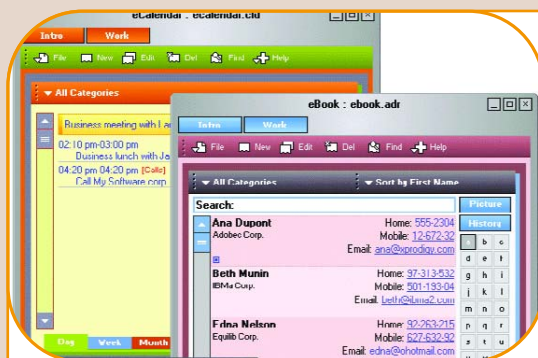 eCalendar : ecalendar.cld
Intro Work
File New Edit Del Find Help
All Categories
Business meeting with
02:10 pm-03:00 pm
Business lunch with
04:20 pm-04:20 pm [Calls]
Call My Software corp
Day Week Month
eBook : ebook.adr
Intro Work
File New Edit Del Find Help
All Categories Sort by First Name
Search: Picture
History
Ana Dupont Home: 555-2304
Adobec Corp. Mobile: 12-672-32
Email: ana@xprodigy.com
Beth Munin Home: 97-313-532
IBMa Corp. Mobile: 501-193-04
Email: beth@ibma2.com
Edna Nelson Home: 92-263-215
Equilib Corp. Mobile: 627-632-92
Email: edna@ohotmail.com
a b c
d e f
g h i
j k l
m n o
p q r
s t u